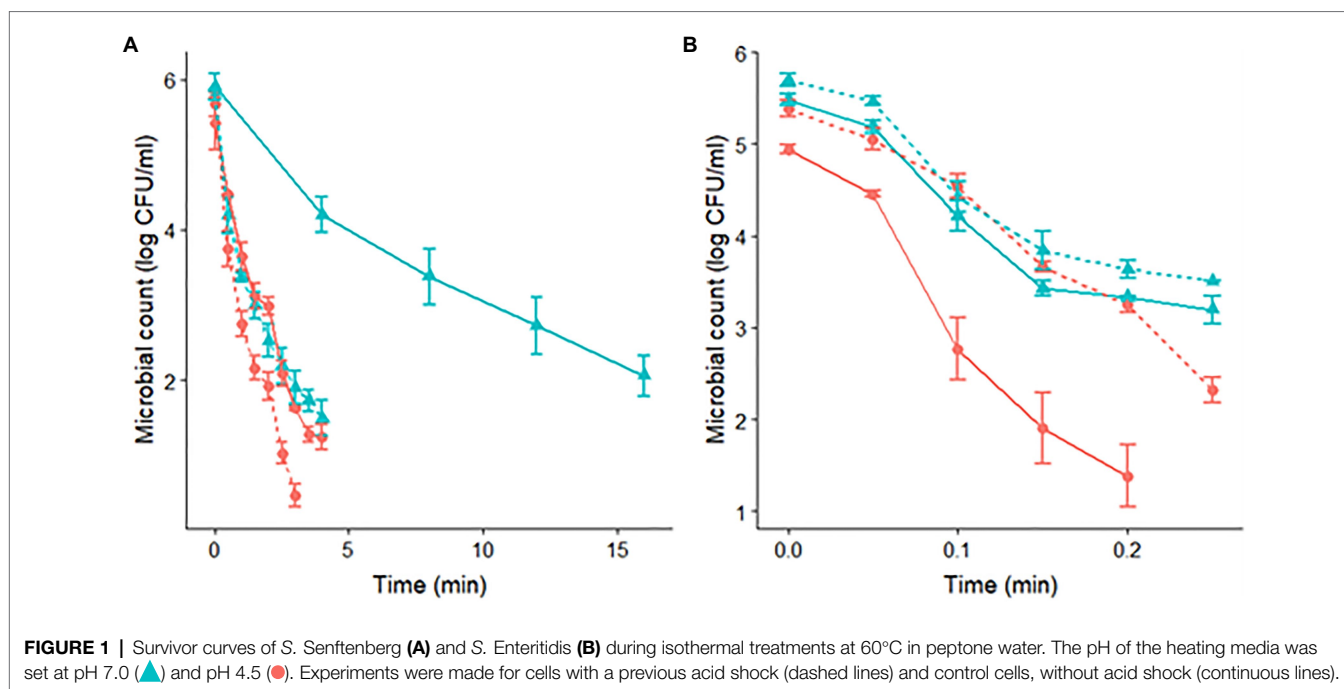 A
B
6
4
2
0
5
10
15
Microbial count (log CFU/ml)
Time (min)
6
5
4
3
2
1
0.0
0.1
0.2
Microbial count (log CFU/ml)
Time (min)
FIGURE 1 | Survivor curves of S. Senftenberg (A) and S. Enteritidis (B) during isothermal treatments at 60°C in peptone water. The pH of the heating media was
set at pH 7.0 (▲) and pH 4.5 (●). Experiments were made for cells with a previous acid shock (dashed lines) and control cells, without acid shock (continuous lines).